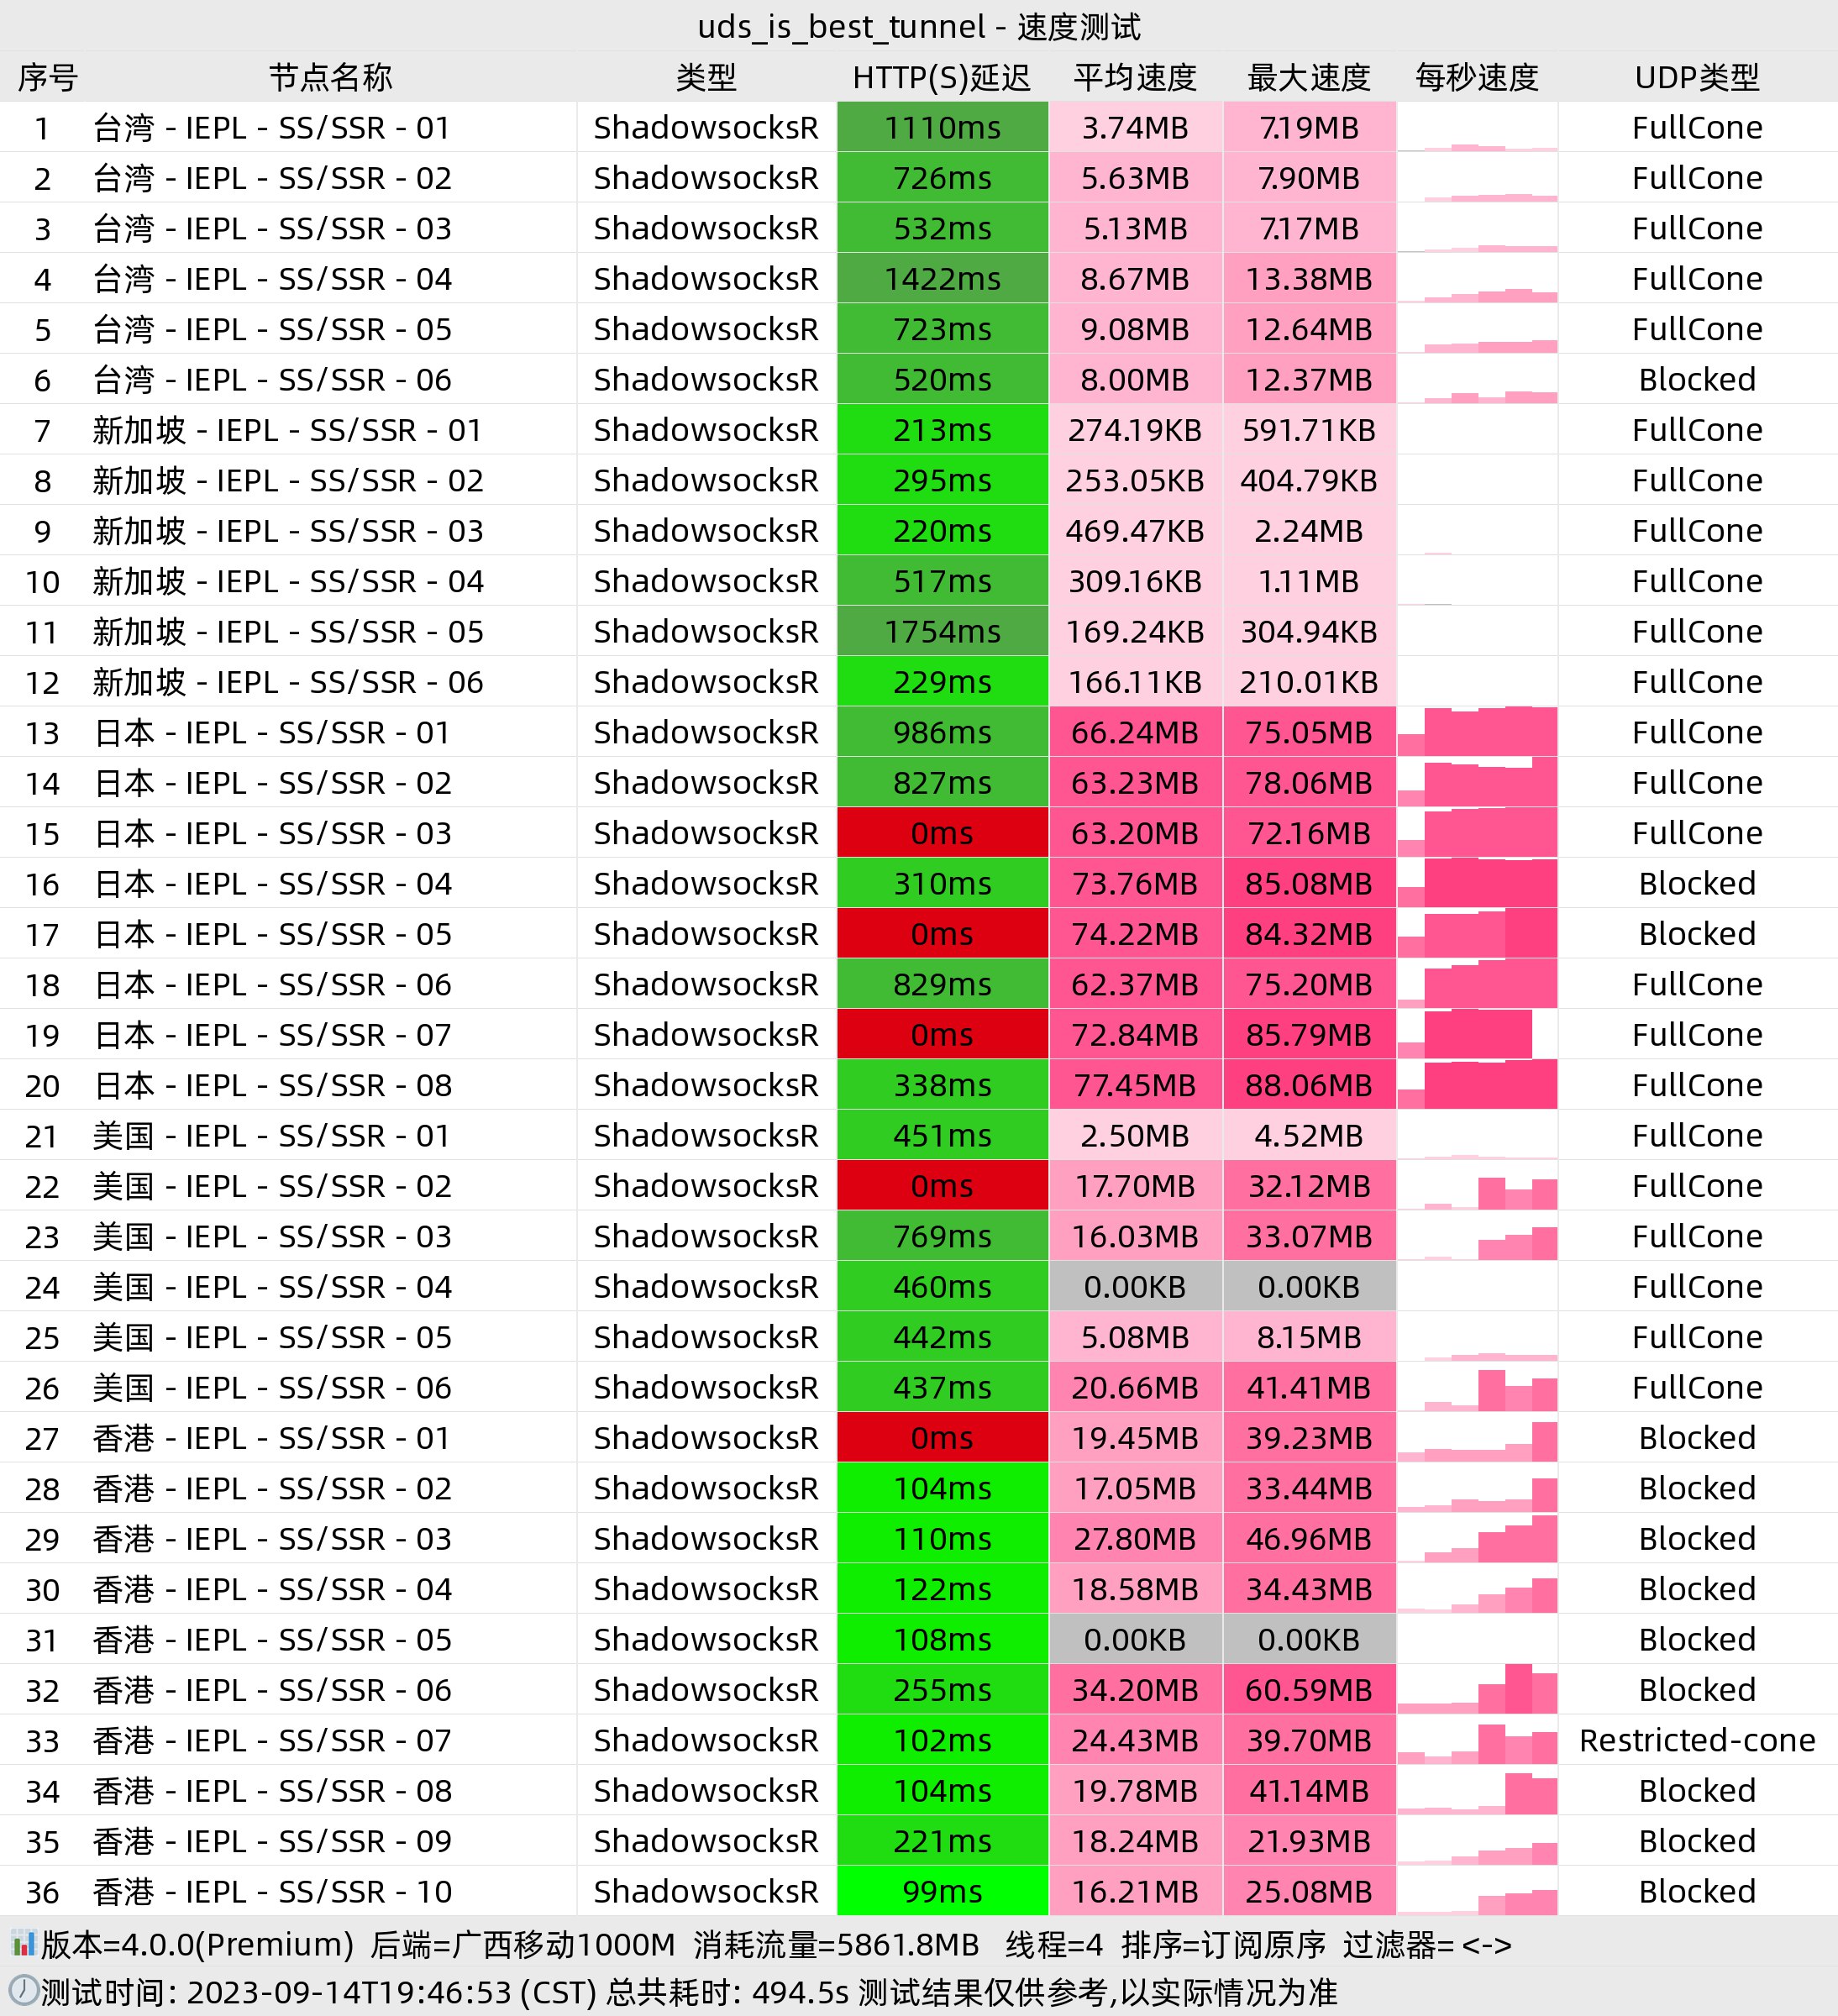 uds_is_best_tunnel - 速度测试
序号 节点名称 类型 HTTP(S)延迟 平均速度 最大速度 每秒速度 UDP类型
1 台湾 - IEPL - SS/SSR - 01 ShadowsocksR 1110ms 3.74MB 7.19MB FullCone
2 台湾 - IEPL - SS/SSR - 02 ShadowsocksR 726ms 5.63MB 7.90MB FullCone
3 台湾 - IEPL - SS/SSR - 03 ShadowsocksR 532ms 5.13MB 7.17MB FullCone
4 台湾 - IEPL - SS/SSR - 04 ShadowsocksR 1422ms 8.67MB 13.38MB FullCone
5 台湾 - IEPL - SS/SSR - 05 ShadowsocksR 723ms 9.08MB 12.64MB FullCone
6 台湾 - IEPL - SS/SSR - 06 ShadowsocksR 520ms 8.00MB 12.37MB Blocked
7 新加坡 - IEPL - SS/SSR - 01 ShadowsocksR 213ms 274.19KB 591.71KB FullCone
8 新加坡 - IEPL - SS/SSR - 02 ShadowsocksR 295ms 253.05KB 404.79KB FullCone
9 新加坡 - IEPL - SS/SSR - 03 ShadowsocksR 220ms 469.47KB 2.24MB FullCone
10 新加坡 - IEPL - SS/SSR - 04 ShadowsocksR 517ms 309.16KB 1.11MB FullCone
11 新加坡 - IEPL - SS/SSR - 05 ShadowsocksR 1754ms 169.24KB 304.94KB FullCone
12 新加坡 - IEPL - SS/SSR - 06 ShadowsocksR 229ms 166.11KB 210.01KB FullCone
13 日本 - IEPL - SS/SSR - 01 ShadowsocksR 986ms 66.24MB 75.05MB FullCone
14 日本 - IEPL - SS/SSR - 02 ShadowsocksR 827ms 63.23MB 78.06MB FullCone
15 日本 - IEPL - SS/SSR - 03 ShadowsocksR 0ms 63.20MB 72.16MB FullCone
16 日本 - IEPL - SS/SSR - 04 ShadowsocksR 310ms 73.76MB 85.08MB Blocked
17 日本 - IEPL - SS/SSR - 05 ShadowsocksR 0ms 74.22MB 84.32MB Blocked
18 日本 - IEPL - SS/SSR - 06 ShadowsocksR 829ms 62.37MB 75.20MB FullCone
19 日本 - IEPL - SS/SSR - 07 ShadowsocksR 0ms 72.84MB 85.79MB FullCone
20 日本 - IEPL - SS/SSR - 08 ShadowsocksR 338ms 77.45MB 88.06MB FullCone
21 美国 - IEPL - SS/SSR - 01 ShadowsocksR 451ms 2.50MB 4.52MB FullCone
22 美国 - IEPL - SS/SSR - 02 ShadowsocksR 0ms 17.70MB 32.12MB FullCone
23 美国 - IEPL - SS/SSR - 03 ShadowsocksR 769ms 16.03MB 33.07MB FullCone
24 美国 - IEPL - SS/SSR - 04 ShadowsocksR 460ms 0.00KB 0.00KB FullCone
25 美国 - IEPL - SS/SSR - 05 ShadowsocksR 442ms 5.08MB 8.15MB FullCone
26 美国 - IEPL - SS/SSR - 06 ShadowsocksR 437ms 20.66MB 41.41MB FullCone
27 香港 - IEPL - SS/SSR - 01 ShadowsocksR 0ms 19.45MB 39.23MB Blocked
28 香港 - IEPL - SS/SSR - 02 ShadowsocksR 104ms 17.05MB 33.44MB Blocked
29 香港 - IEPL - SS/SSR - 03 ShadowsocksR 110ms 27.80MB 46.96MB Blocked
30 香港 - IEPL - SS/SSR - 04 ShadowsocksR 122ms 18.58MB 34.43MB Blocked
31 香港 - IEPL - SS/SSR - 05 ShadowsocksR 108ms 0.00KB 0.00KB Blocked
32 香港 - IEPL - SS/SSR - 06 ShadowsocksR 255ms 34.20MB 60.59MB Blocked
33 香港 - IEPL - SS/SSR - 07 ShadowsocksR 102ms 24.43MB 39.70MB Restricted-cone
34 香港 - IEPL - SS/SSR - 08 ShadowsocksR 104ms 19.78MB 41.14MB Blocked
35 香港 - IEPL - SS/SSR - 09 ShadowsocksR 221ms 18.24MB 21.93MB Blocked
36 香港 - IEPL - SS/SSR - 10 ShadowsocksR 99ms 16.21MB 25.08MB Blocked
版本=4.0.0(Premium) 后端=广西移动1000M 消耗流量=5861.8MB 线程=4 排序=订阅原序 过滤器= <->
测试时间: 2023-09-14T19:46:53 (CST) 总共耗时: 494.5s 测试结果仅供参考,以实际情况为准